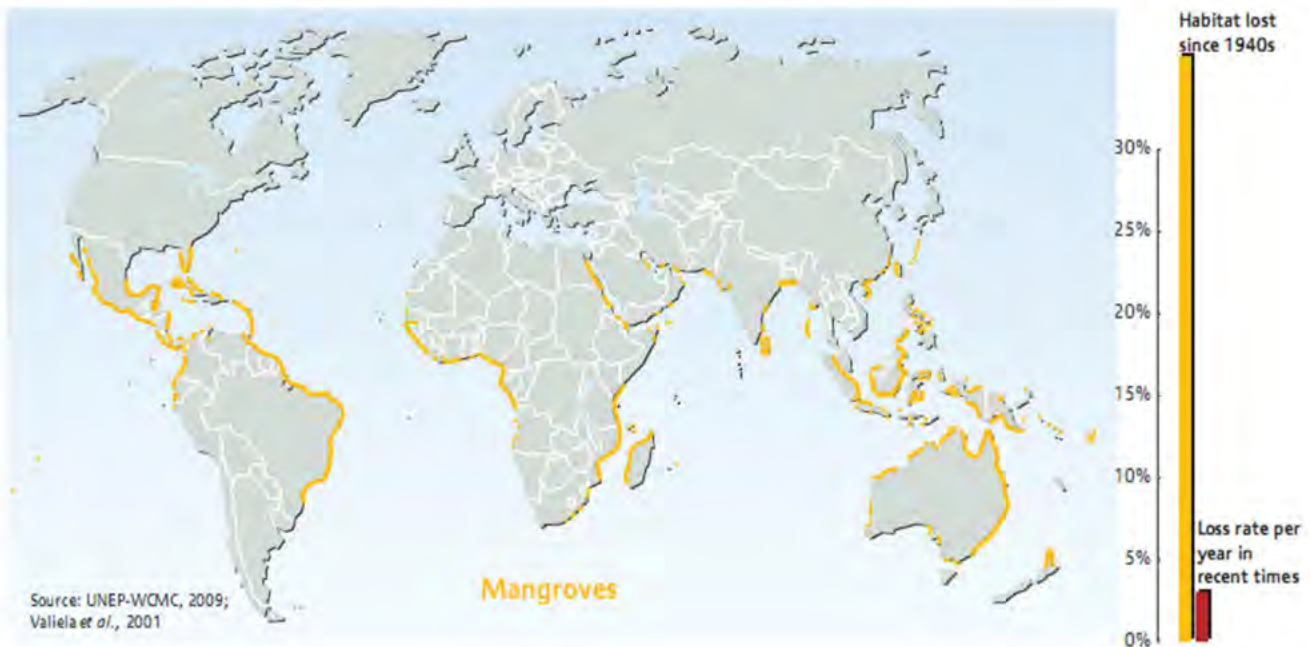 Habitat lost
since 1940s
30%
25%
20%
15%
10%
5%
0%
Loss rate per
year in
recent times
Mangroves
Source: UNEP-WCMC, 2009;
Valiela et al., 2001